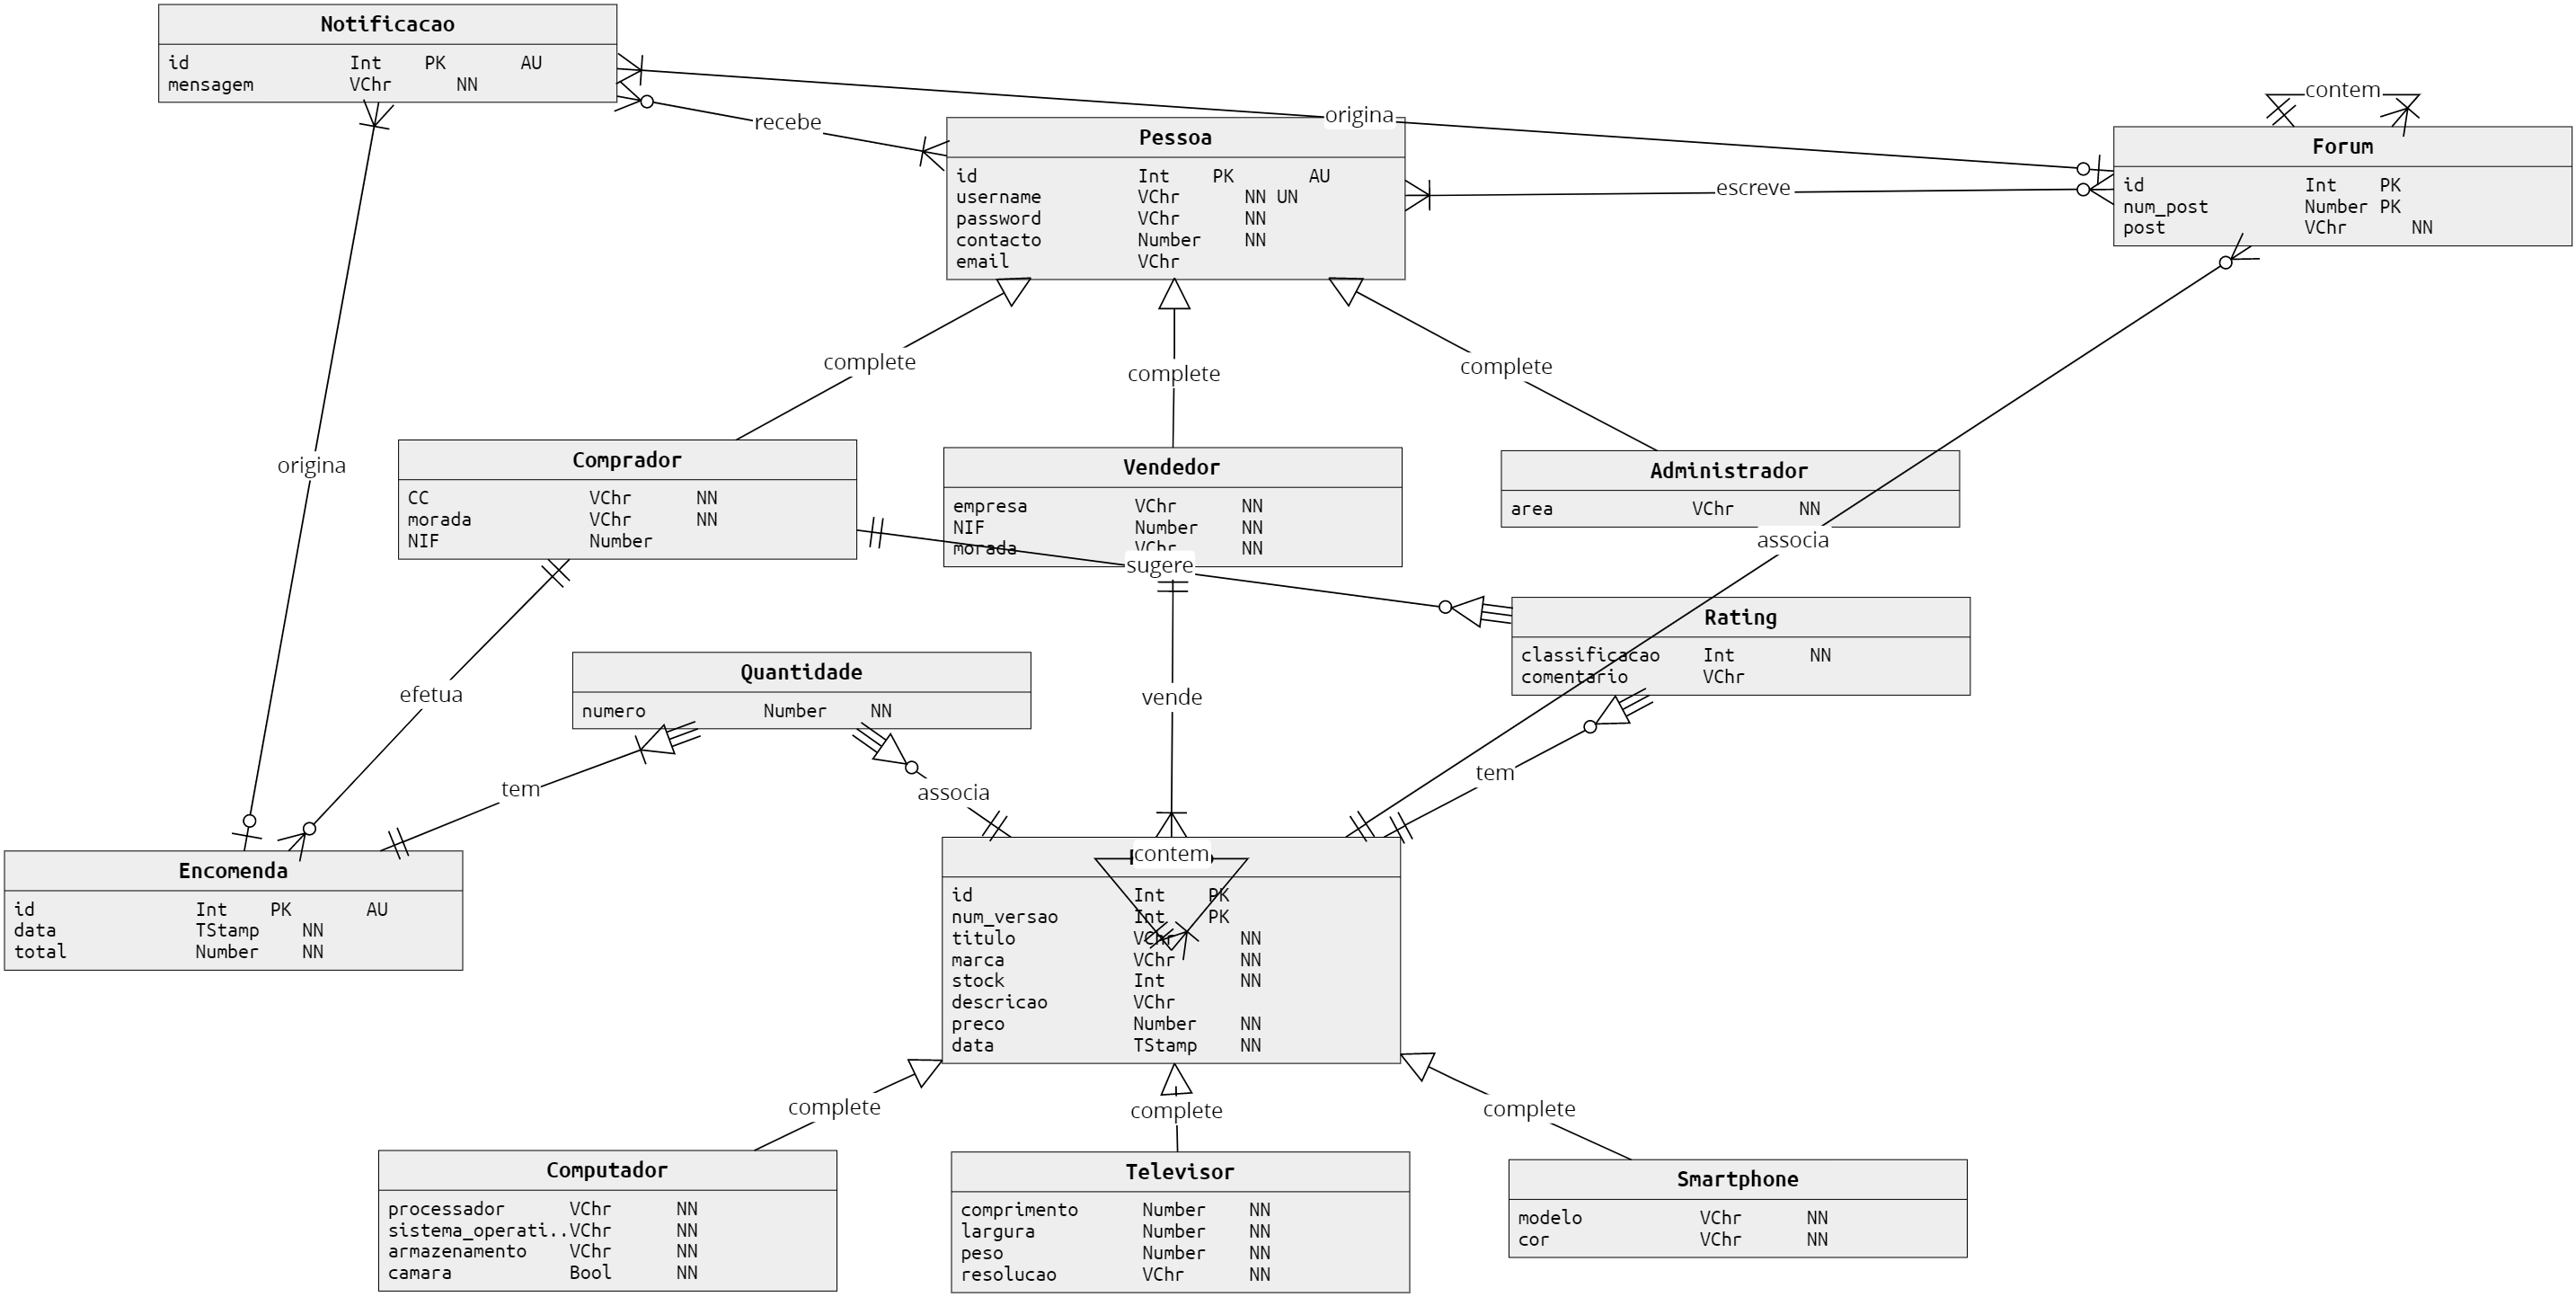 Notificacao
id Int PK AU
mensagem VChr NN
contem
origina
recebe
Pessoa
id Int PK AU
username VChr NN UN
password VChr NN
contacto Number NN
email VChr
escreve
Forum
id Int PK
num_post Number PK
post VChr NN
complete
complete
complete
origina
Comprador
CC VChr NN
morada VChr NN
NIF Number
Vendedor
empresa VChr NN
NIF Number NN
morada VChr NN
Administrador
area VChr NN
associa
sugere
Rating
classificacao Int NN
comentario VChr
Quantidade
numero Number NN
efetua
vende
tem
tem
associa
Encomenda
id Int PK AU
data TStamp NN
total Number NN
contem
id Int PK
num_versao Int PK
titulo VChr NN
marca VChr NN
stock Int NN
descricao VChr
preco Number NN
data TStamp NN
complete
complete
complete
Computador
processador VChr NN
sistema_operati.. VChr NN
armazenamento VChr NN
camara Bool NN
Televisor
comprimento Number NN
largura Number NN
peso Number NN
resolucao VChr NN
Smartphone
modelo VChr NN
cor VChr NN